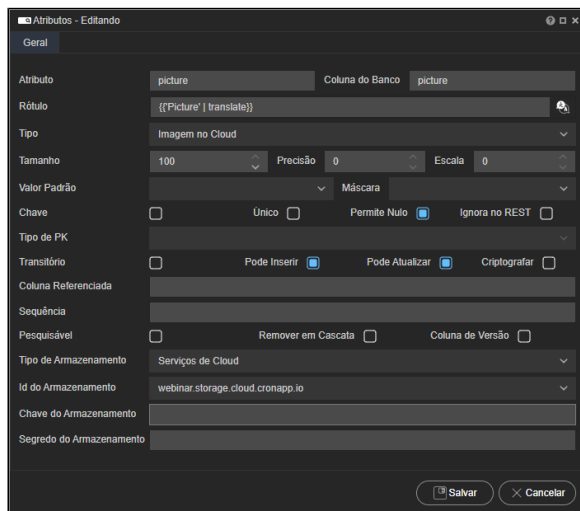 Atributos - Editando
Geral
Atributo picture Coluna do Banco picture
Rótulo {{'Picture' | translate}}
Tipo Imagem no Cloud
Tamanho 100 Precisão 0 Escala 0
Valor Padrão Máscara
Chave Único Permite Nulo Ignora no REST
Tipo de PK
Transitório Pode Inserir Pode Atualizar Criptografar
Coluna Referenciada
Sequência
Pesquisável Remover em Cascata Coluna de Versão
Tipo de Armazenamento Serviços de Cloud
Id do Armazenamento webinar.storage.cloud.cronapp.io
Chave do Armazenamento
Segredo do Armazenamento
Salvar Cancelar